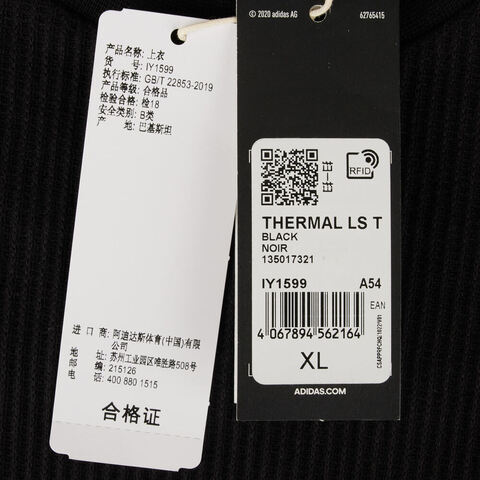 产品名称: 上衣
货 号: IY1599
执行标准: GB/T 22853-2019
产品等级: 合格品
检验合格: 检18
安全类别: B类
产 地: 巴基斯坦
进 口 商: 阿迪达斯体育(中国)有限
公司
地 址: 苏州工业园区唯胜路508号
邮 编: 215126
电 话: 400 880 1515
合格证
© 2020 adidas AG 62765415
RFID
THERMAL LS T
BLACK
NOIR
135017321
IY1599 A54
EAN
4 067894 562164
XL
ADIDAS.COM